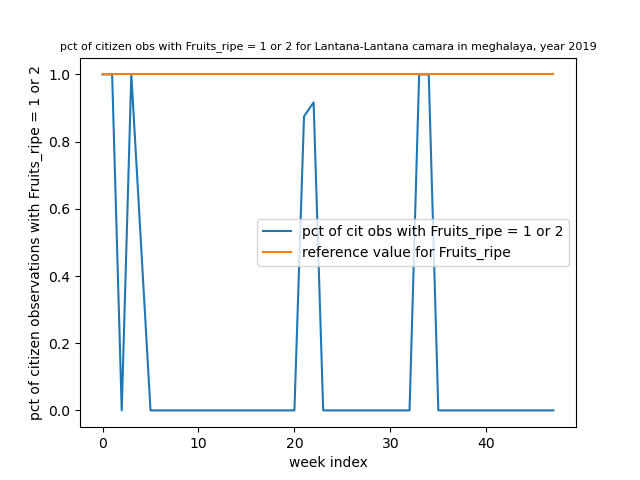 pct of citizen obs with Fruits_ripe = 1 or 2 for Lantana-Lantana camara in meghalaya, year 2019
pct of citizen observations with Fruits_ripe = 1 or 2
1.0
0.8
0.6
0.4
0.2
0.0
pct of cit obs with Fruits_ripe = 1 or 2
reference value for Fruits_ripe
0
10
20
30
40
week index